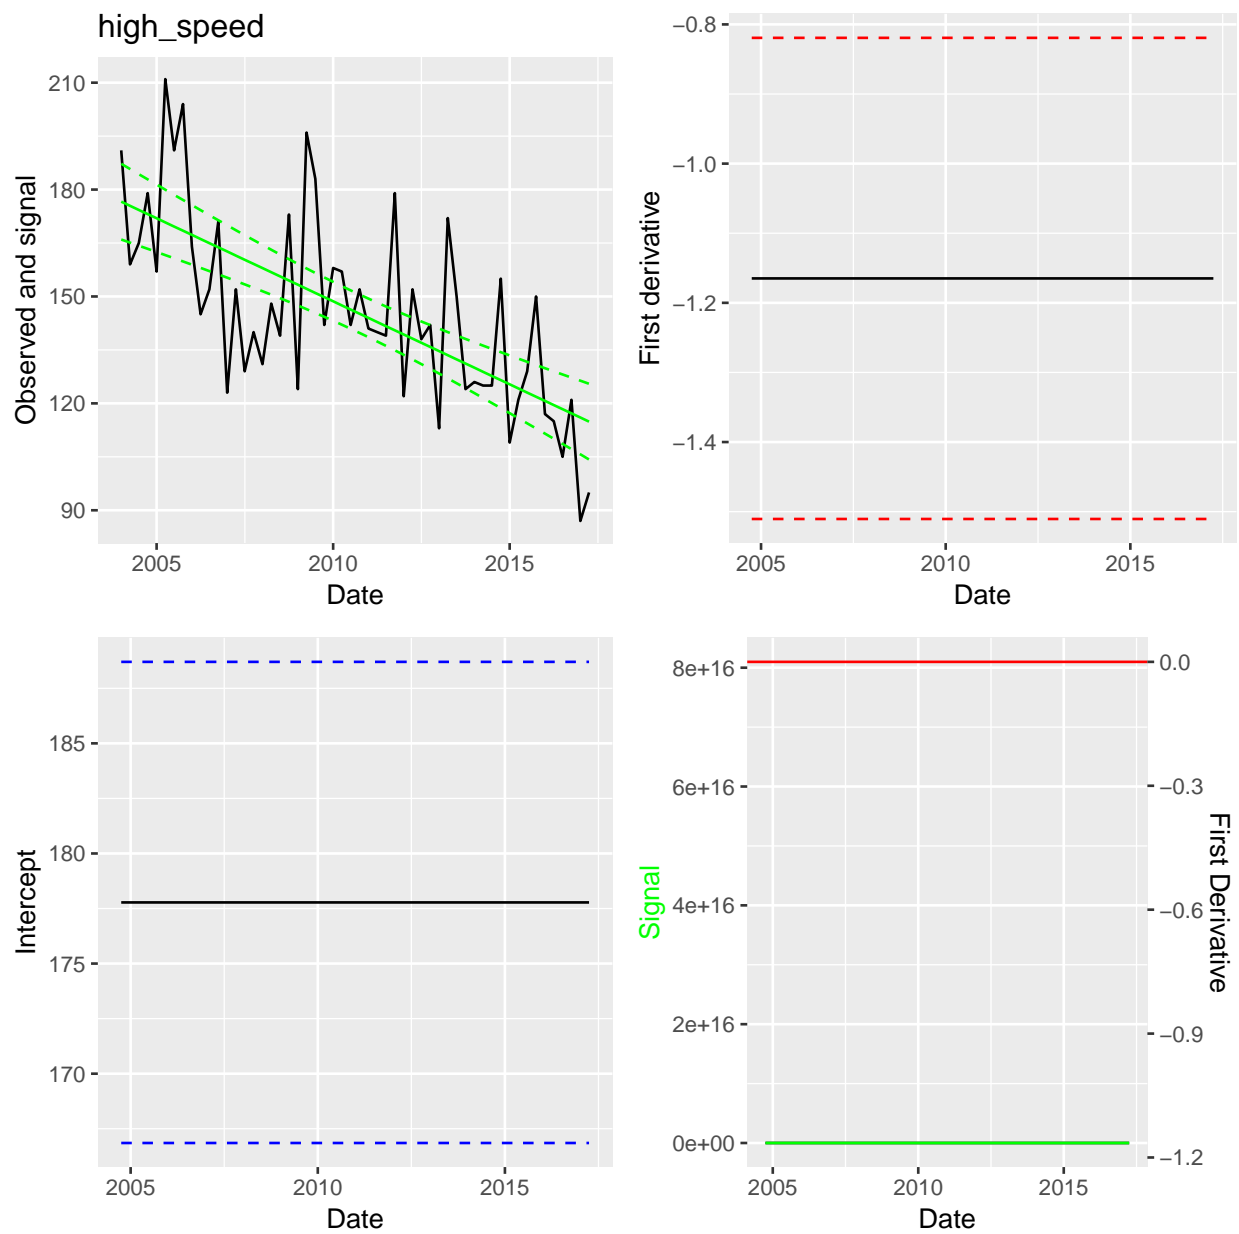 high_speed
Observed and signal
210
180
150
120
90
2005
2010
2015
Date
First derivative
−0.8
−1.0
−1.2
−1.4
2005
2010
2015
Date
Intercept
185
180
175
170
2005
2010
2015
Date
Signal
8e+16
6e+16
4e+16
2e+16
0e+00
0.0
−0.3
−0.6
−0.9
−1.2
First Derivative
2005
2010
2015
Date